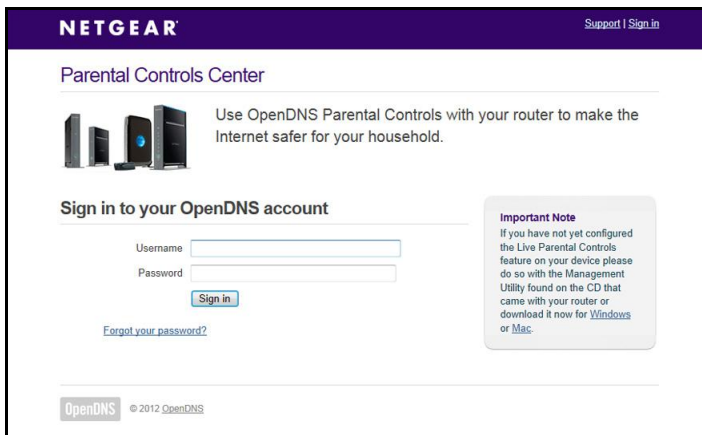 NETGEAR
Support | Sign in
Parental Controls Center
Use OpenDNS Parental Controls with your router to make the
Internet safer for your household.
Sign in to your OpenDNS account
Username
Password
Sign in
Forgot your password?
Important Note
If you have not yet configured
the Live Parental Controls
feature on your device please
do so with the Management
Utility found on the CD that
came with your router or
download it now for Windows
or Mac.
OpenDNS © 2012 OpenDNS